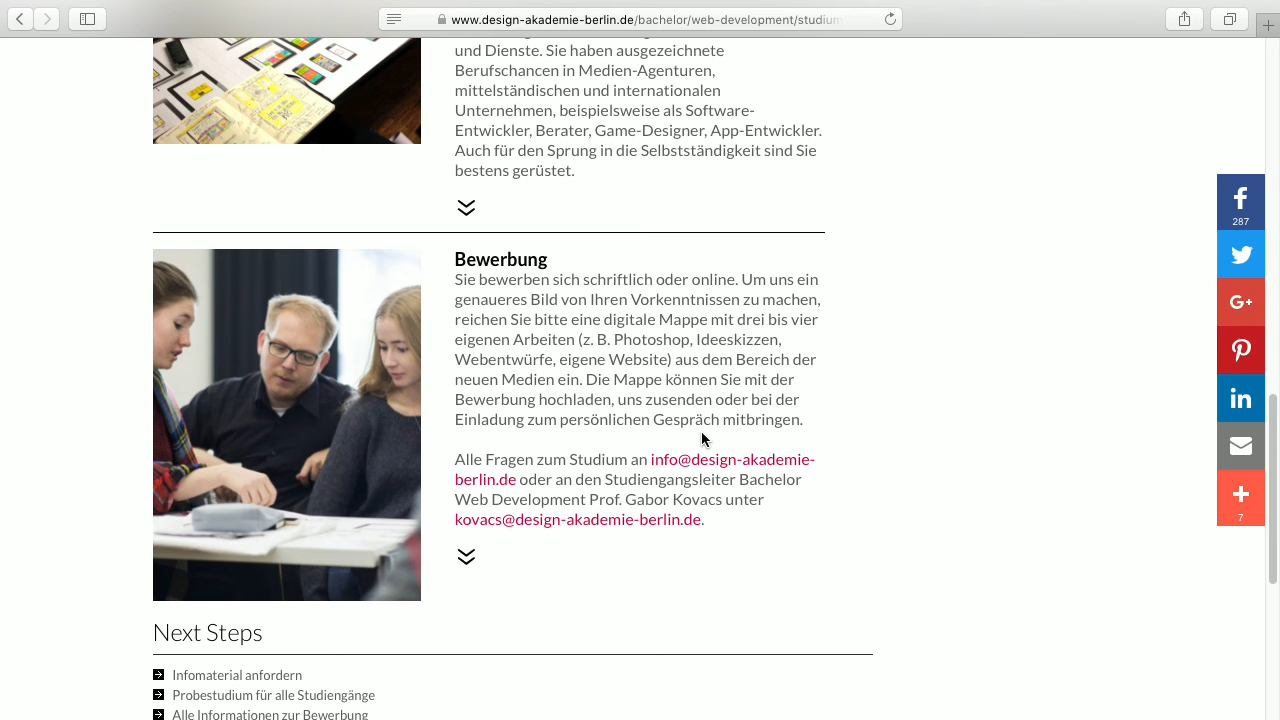 www.design-akademie-berlin.de/bachelor/web-development/studium
und Dienste. Sie haben ausgezeichnete
Berufschancen in Medien-Agenturen,
mittelständischen und internationalen
Unternehmen, beispielsweise als Software-
Entwickler, Berater, Game-Designer, App-Entwickler.
Auch für den Sprung in die Selbstständigkeit sind Sie
bestens gerüstet.
Bewerbung
Sie bewerben sich schriftlich oder online. Um uns ein
genaueres Bild von Ihren Vorkenntnissen zu machen,
reichen Sie bitte eine digitale Mappe mit drei bis vier
eigenen Arbeiten (z. B. Photoshop, Ideeskizzen,
Webentwürfe, eigene Website) aus dem Bereich der
neuen Medien ein. Die Mappe können Sie mit der
Bewerbung hochladen, uns zusenden oder bei der
Einladung zum persönlichen Gespräch mitbringen.
Alle Fragen zum Studium an info@design-akademie-
berlin.de oder an den Studiengangsleiter Bachelor
Web Development Prof. Gabor Kovacs unter
kovacs@design-akademie-berlin.de.
287
G+
in
7
Next Steps
Infomaterial anfordern
Probestudium für alle Studiengänge
Alle Informationen zur Bewerbung